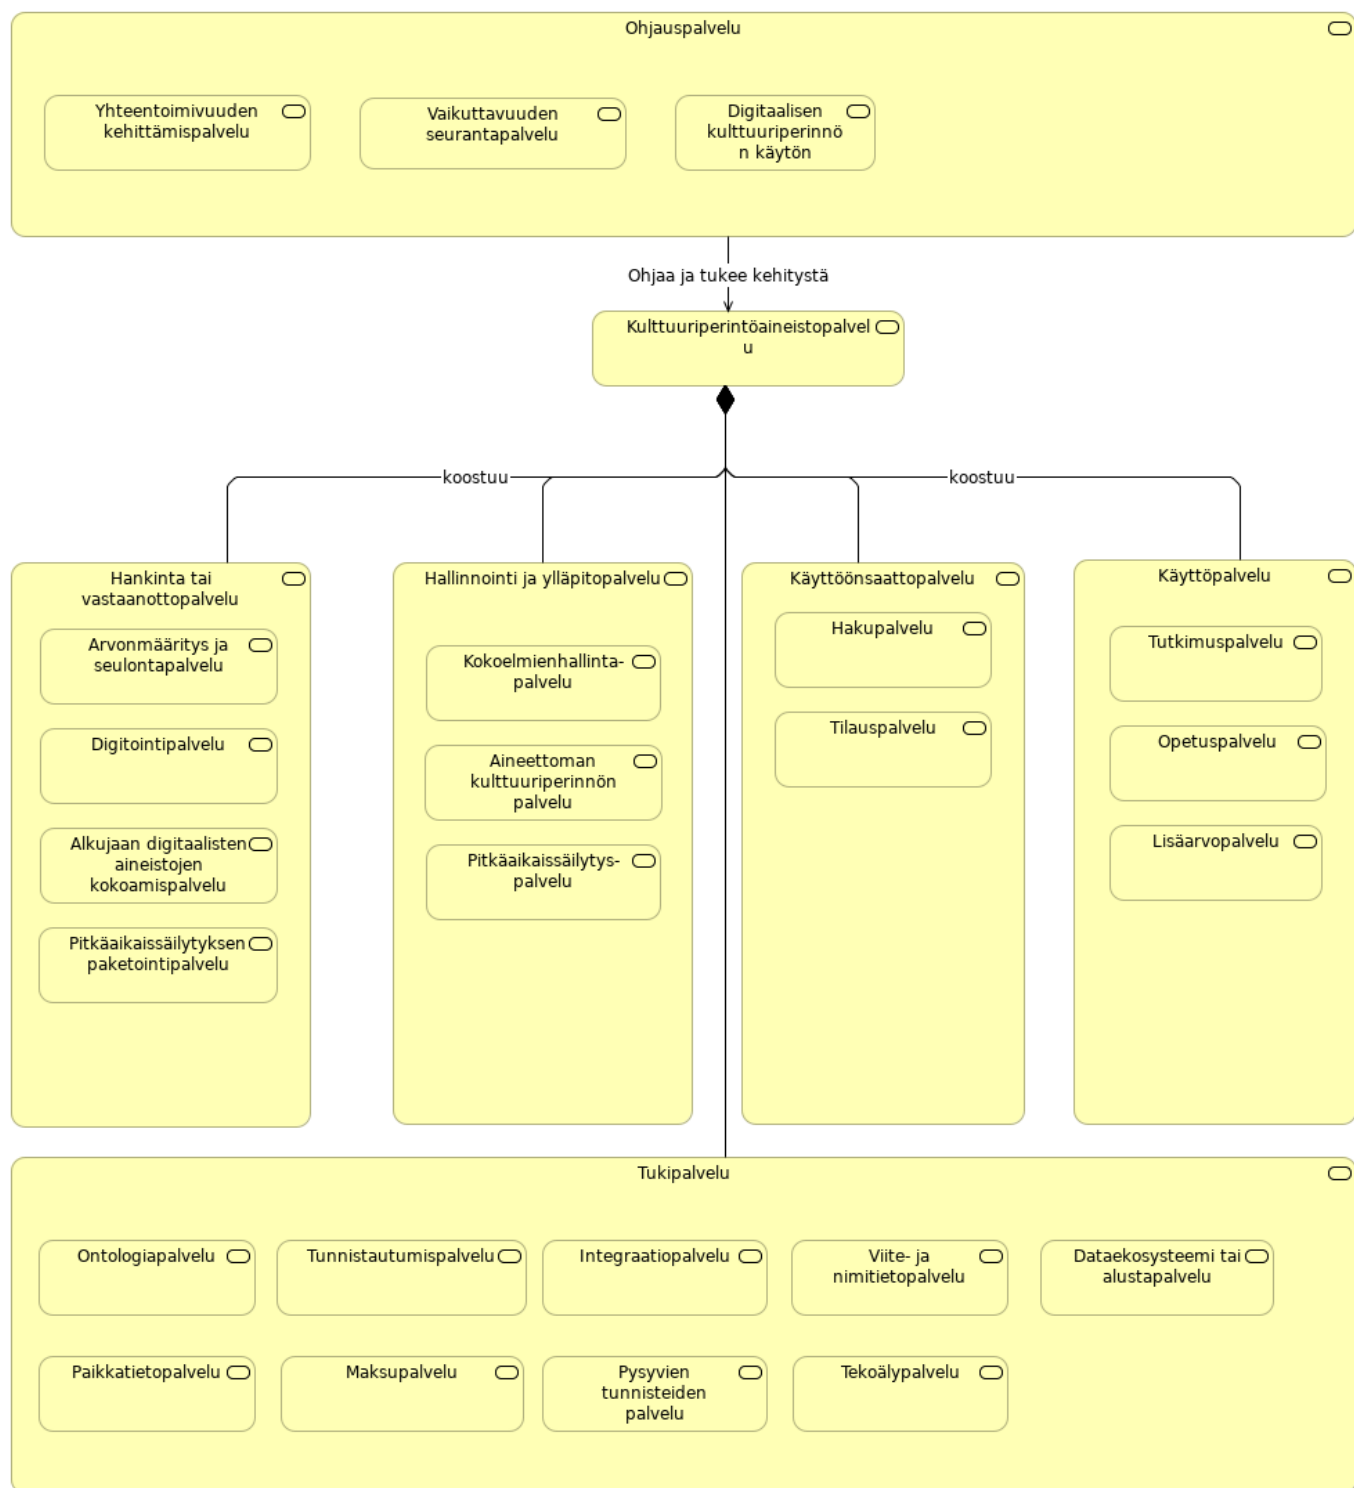 Ohjauspalvelu
Yhteentoimivuuden
kehittämispalvelu
Vaikuttavuuden
seurantapalvelu
Digitaalisen
kulttuuriperinnö
n käytön
Ohjaa ja tukee kehitystä
Kulttuuriperintöaineistopalvel
u
koostuu
koostuu
Hankinta tai
vastaanottopalvelu
Arvonmääritys ja
seulontapalvelu
Digitointipalvelu
Alkujaan digitaalisten
aineistojen
kokoamispalvelu
Pitkäaikaissäilytyksen
paketointipalvelu
Hallinnointi ja ylläpitopalvelu
Kokoelmienhallinta-
palvelu
Aineettoman
kulttuuriperinnön
palvelu
Pitkäaikaissäilytys-
palvelu
Käyttöönsaattopalvelu
Hakupalvelu
Tilauspalvelu
Käyttöpalvelu
Tutkimuspalvelu
Opetuspalvelu
Lisäarvopalvelu
Tukipalvelu
Ontologiapalvelu
Tunnistautumispalvelu
Integraatiopalvelu
Viite- ja
nimitietopalvelu
Dataekosysteemi tai
alustapalvelu
Paikkatietopalvelu
Maksupalvelu
Pysyvien
tunnisteiden
palvelu
Tekoälypalvelu